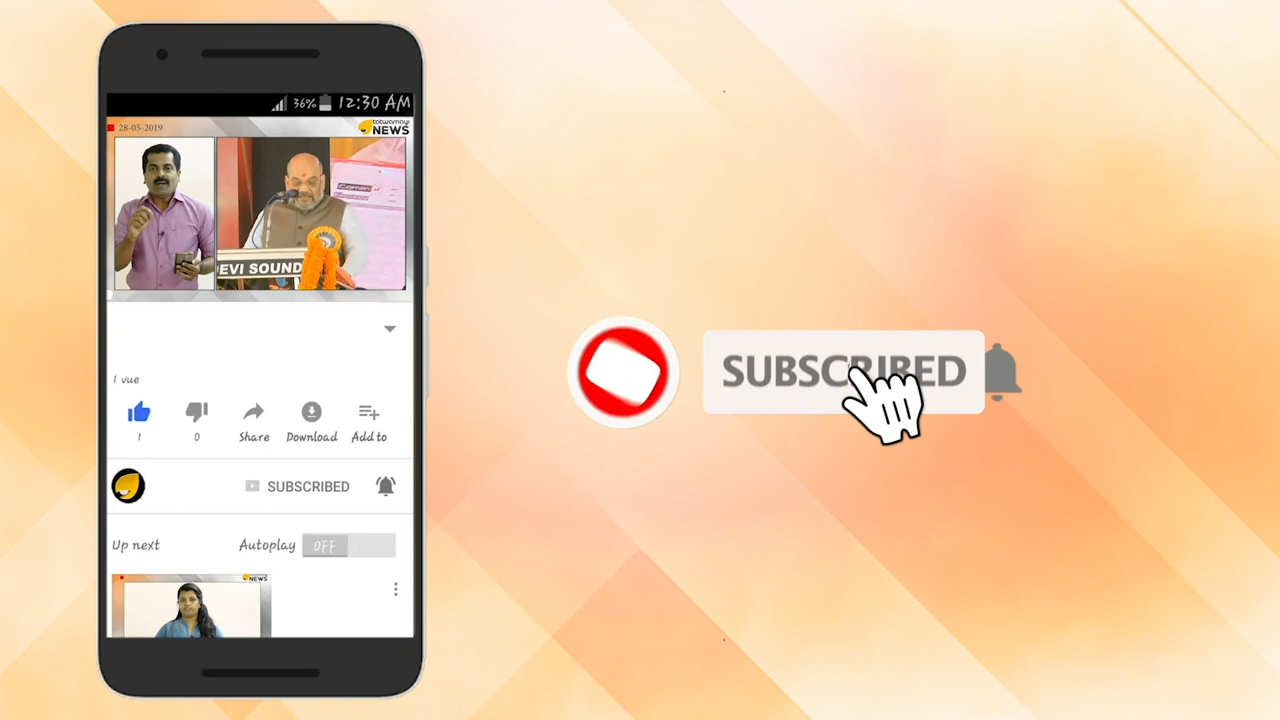 36%
12:30 AM
28-05-2019
tatwamayi
NEWS
DEVI SOUND
1 vue
1
0
Share
Download
Add to
SUBSCRIBED
Up next
Autoplay
OFF
NEWS
SUBSCRIBED